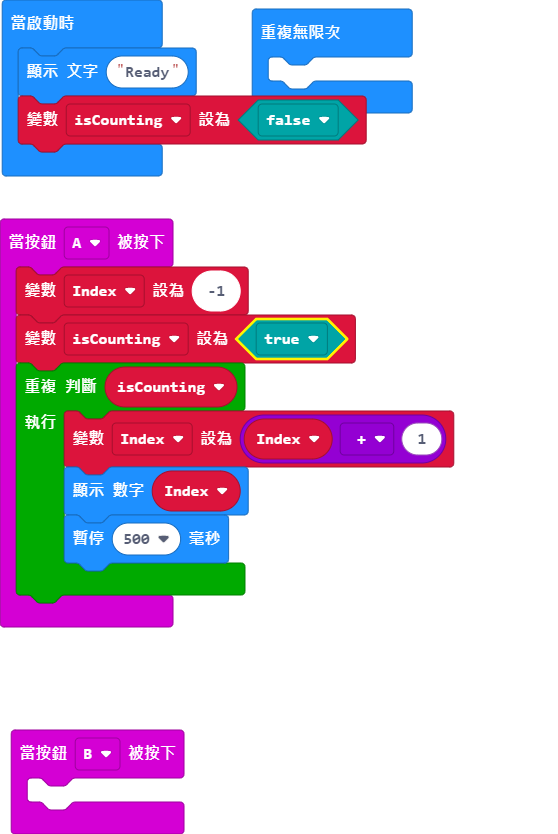 當啟動時
顯示 文字 "Ready"
變數 isCounting 設為 false
重複無限次
當按鈕 A 被按下
變數 Index 設為 -1
變數 isCounting 設為 true
重複 判斷 isCounting
執行
變數 Index 設為 Index + 1
顯示 數字 Index
暫停 500 毫秒
當按鈕 B 被按下